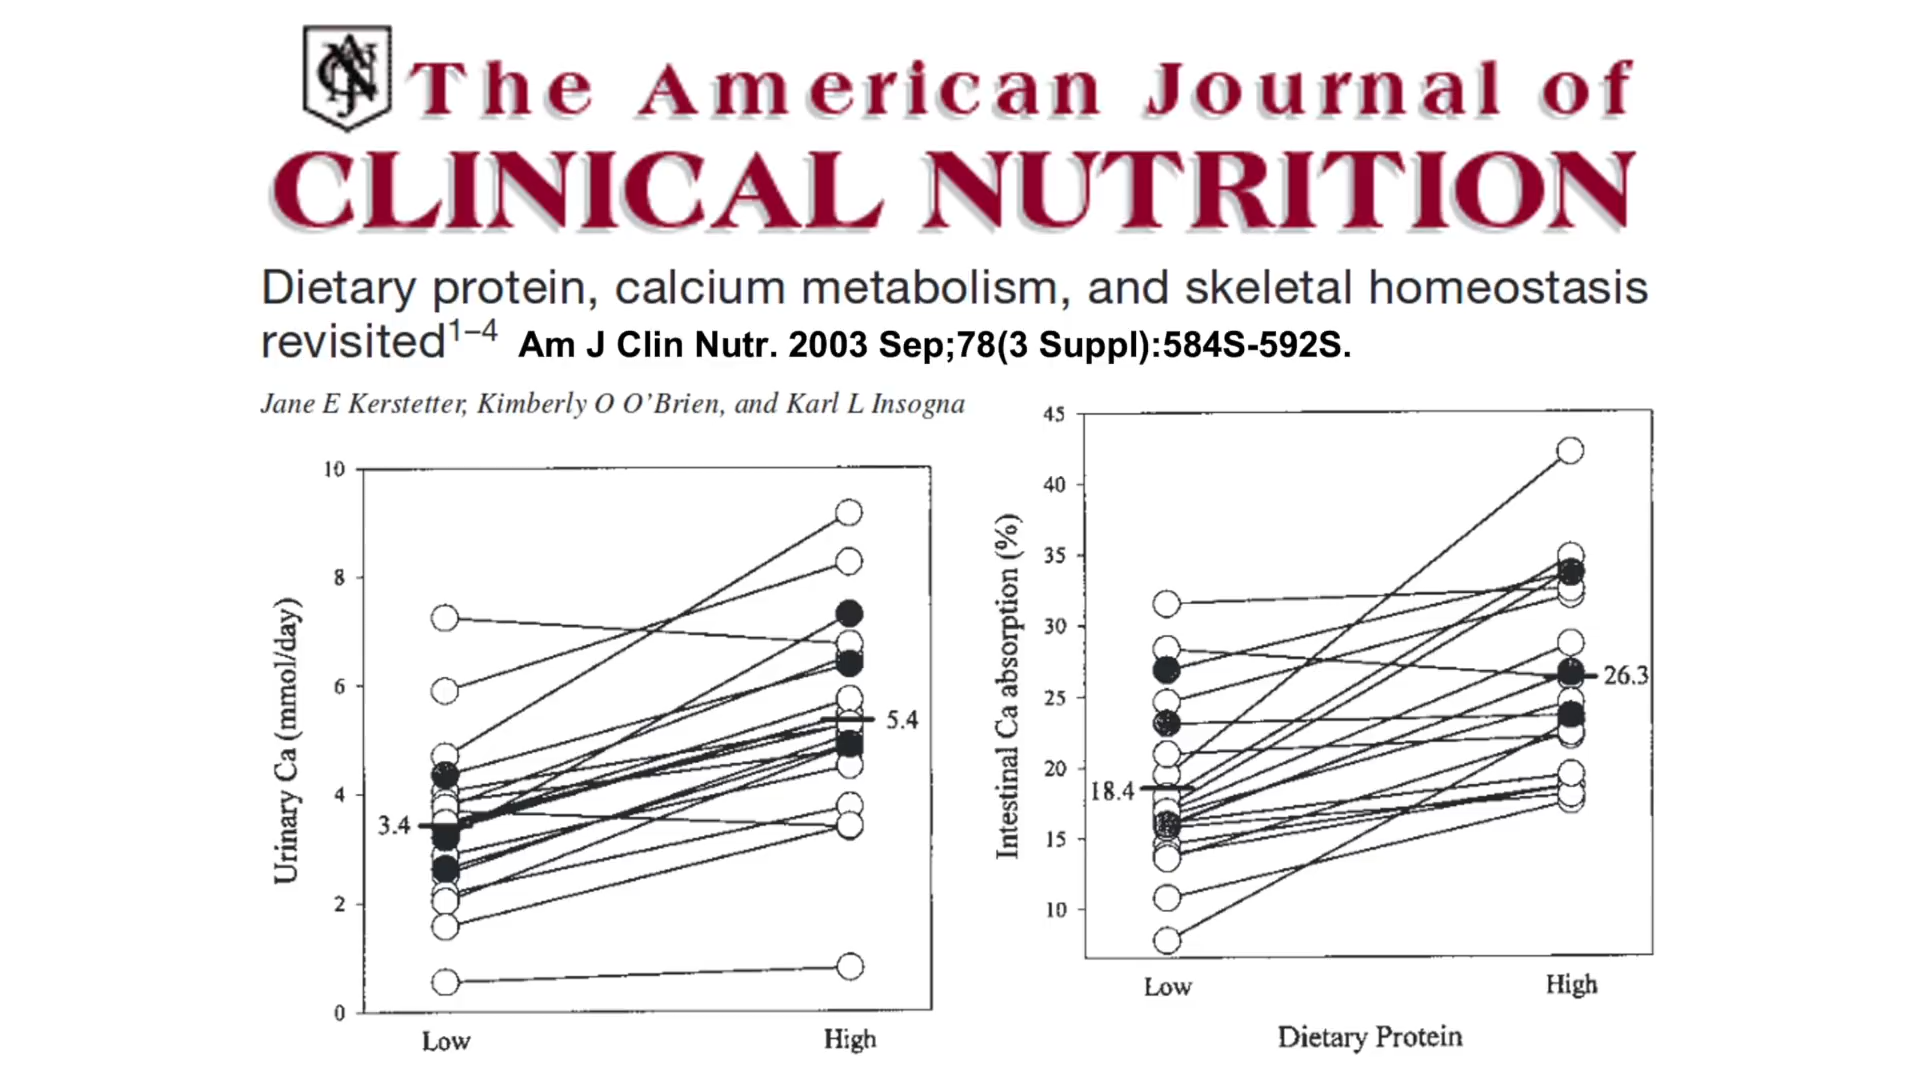 The American Journal of
CLINICAL NUTRITION
Dietary protein, calcium metabolism, and skeletal homeostasis
revisited1–4 Am J Clin Nutr. 2003 Sep;78(3 Suppl):584S-592S.
Jane E Kerstetter, Kimberly O O'Brien, and Karl L Insogna
Urinary Ca (mmol/day)
10
8
6
4
2
0
3.4
5.4
Low High
Intestinal Ca absorption (%)
45
40
35
30
25
20
15
10
18.4
26.3
Low High
Dietary Protein